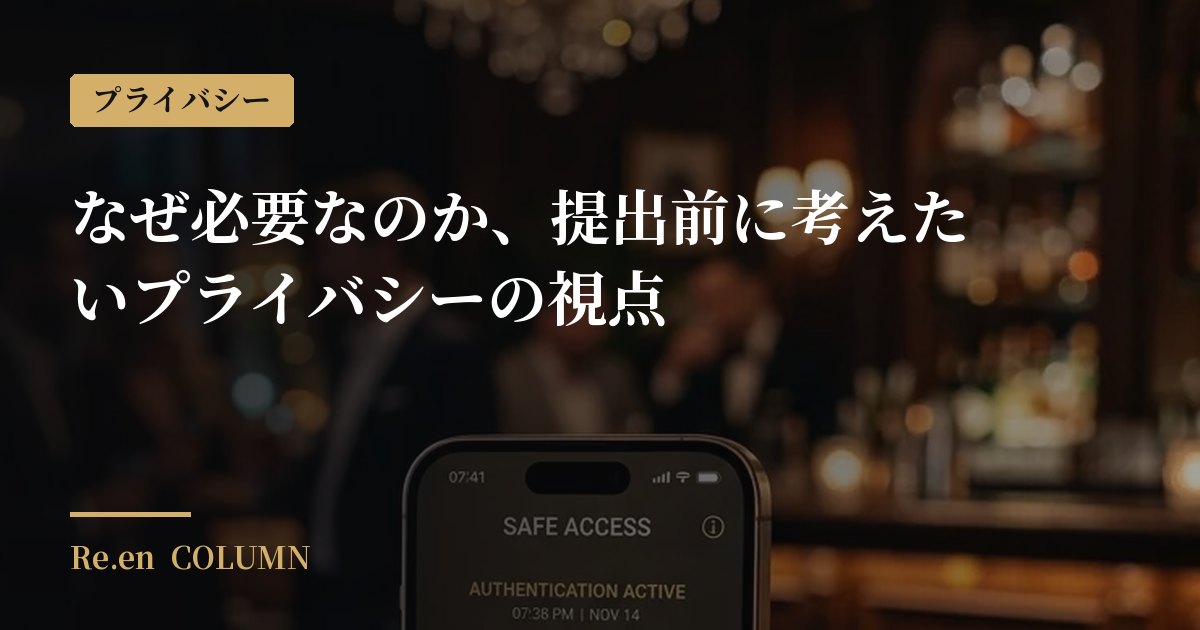 プライバシー
なぜ必要なのか、提出前に考えた
いプライバシーの視点
07:41
SAFE ACCESS
AUTHENTICATION ACTIVE
07:38 PM | NOV 14
Re.en COLUMN